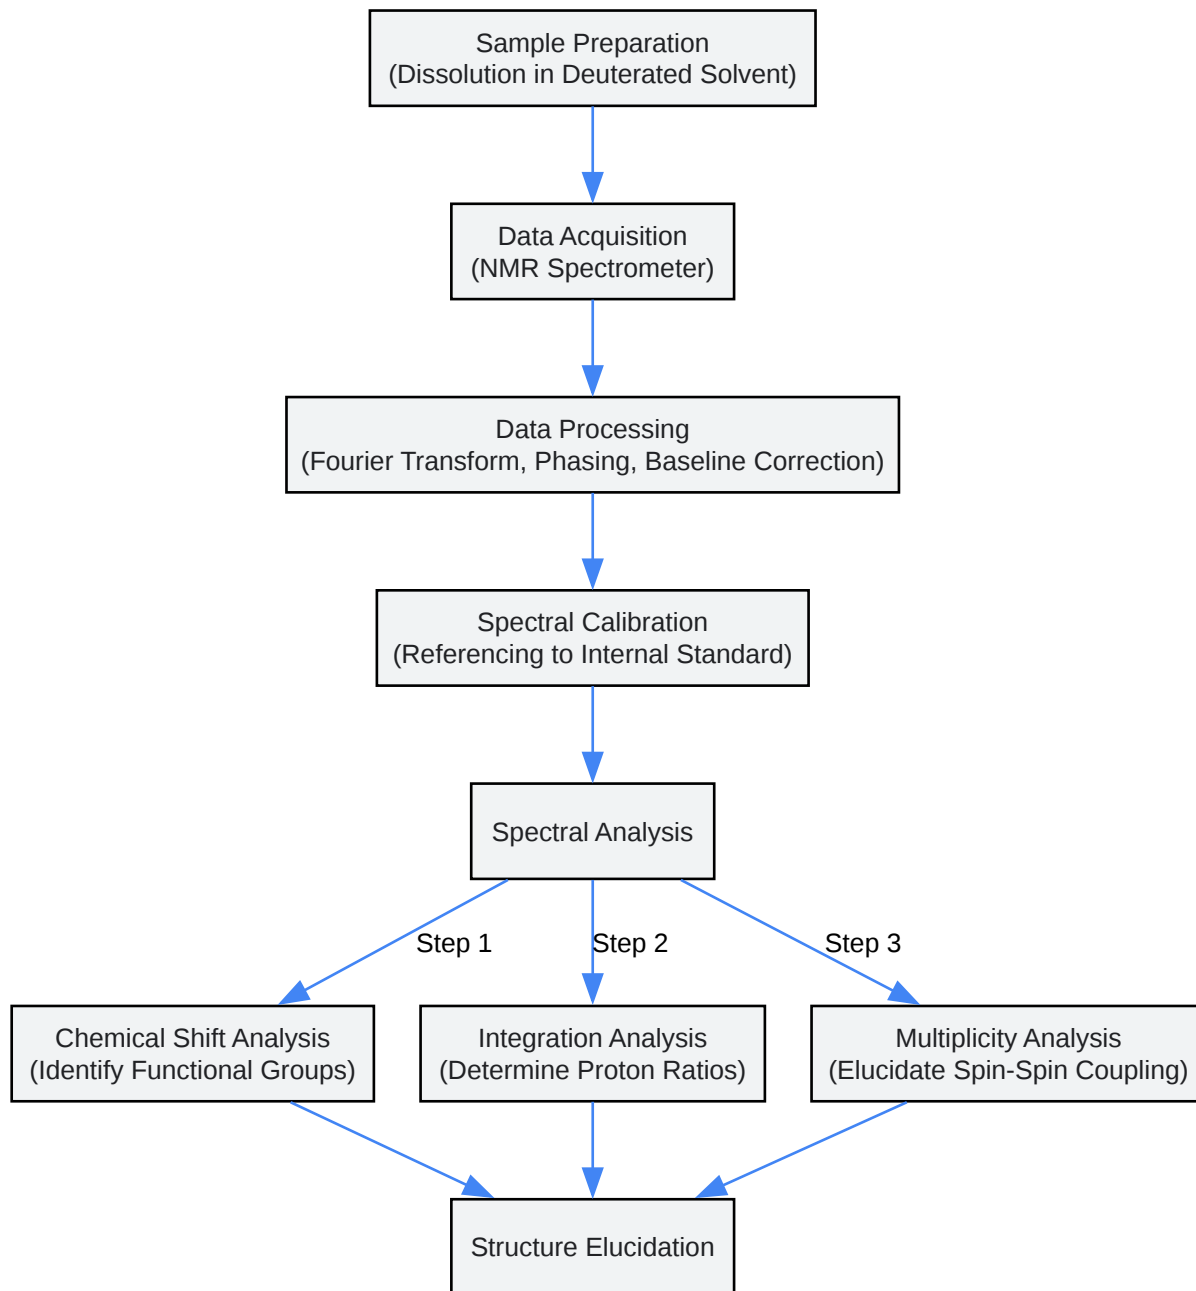 Sample Preparation
(Dissolution in Deuterated Solvent)
Data Acquisition
(NMR Spectrometer)
Data Processing
(Fourier Transform, Phasing, Baseline Correction)
Spectral Calibration
(Referencing to Internal Standard)
Spectral Analysis
Step 1
Step 2
Step 3
Chemical Shift Analysis
(Identify Functional Groups)
Integration Analysis
(Determine Proton Ratios)
Multiplicity Analysis
(Elucidate Spin-Spin Coupling)
Structure Elucidation